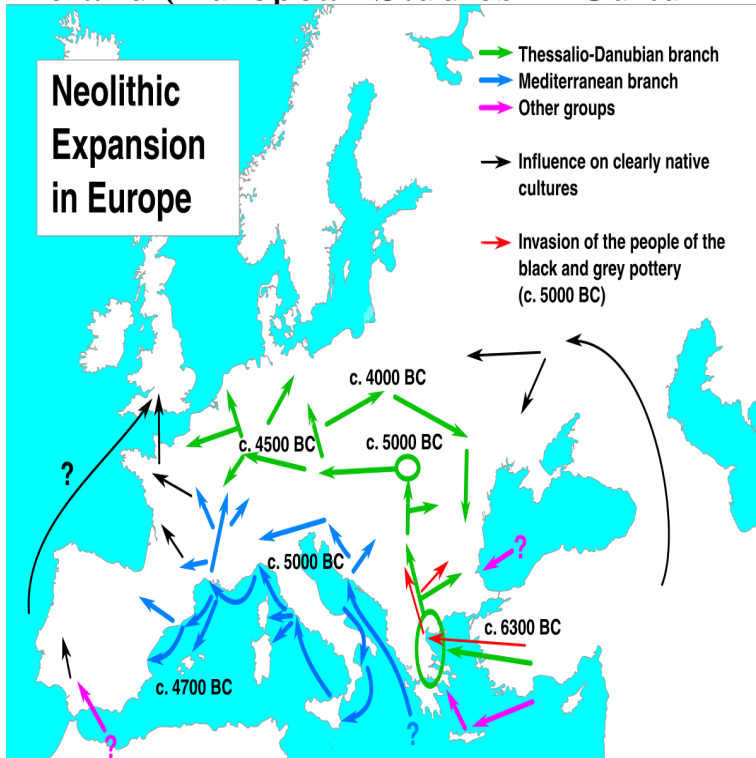 Neolithic
Expansion
in Europe
Thessalio-Danubian branch
Mediterranean branch
Other groups
Influence on clearly native
cultures
Invasion of the people of the
black and grey pottery
(c. 5000 BC)
c. 4000 BC
c. 4500 BC
c. 5000 BC
?
?
c. 5000 BC
c. 6300 BC
c. 4700 BC
?
?